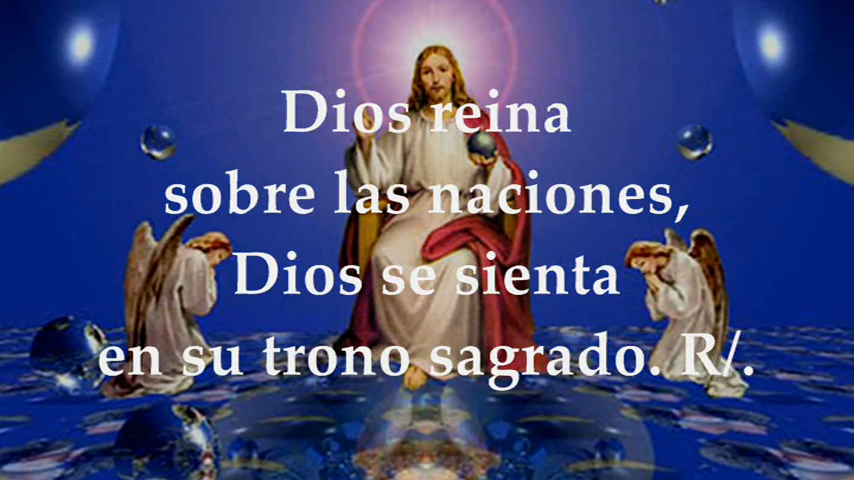 Dios reina
sobre las naciones,
Dios se sienta
en su trono sagrado. R/.